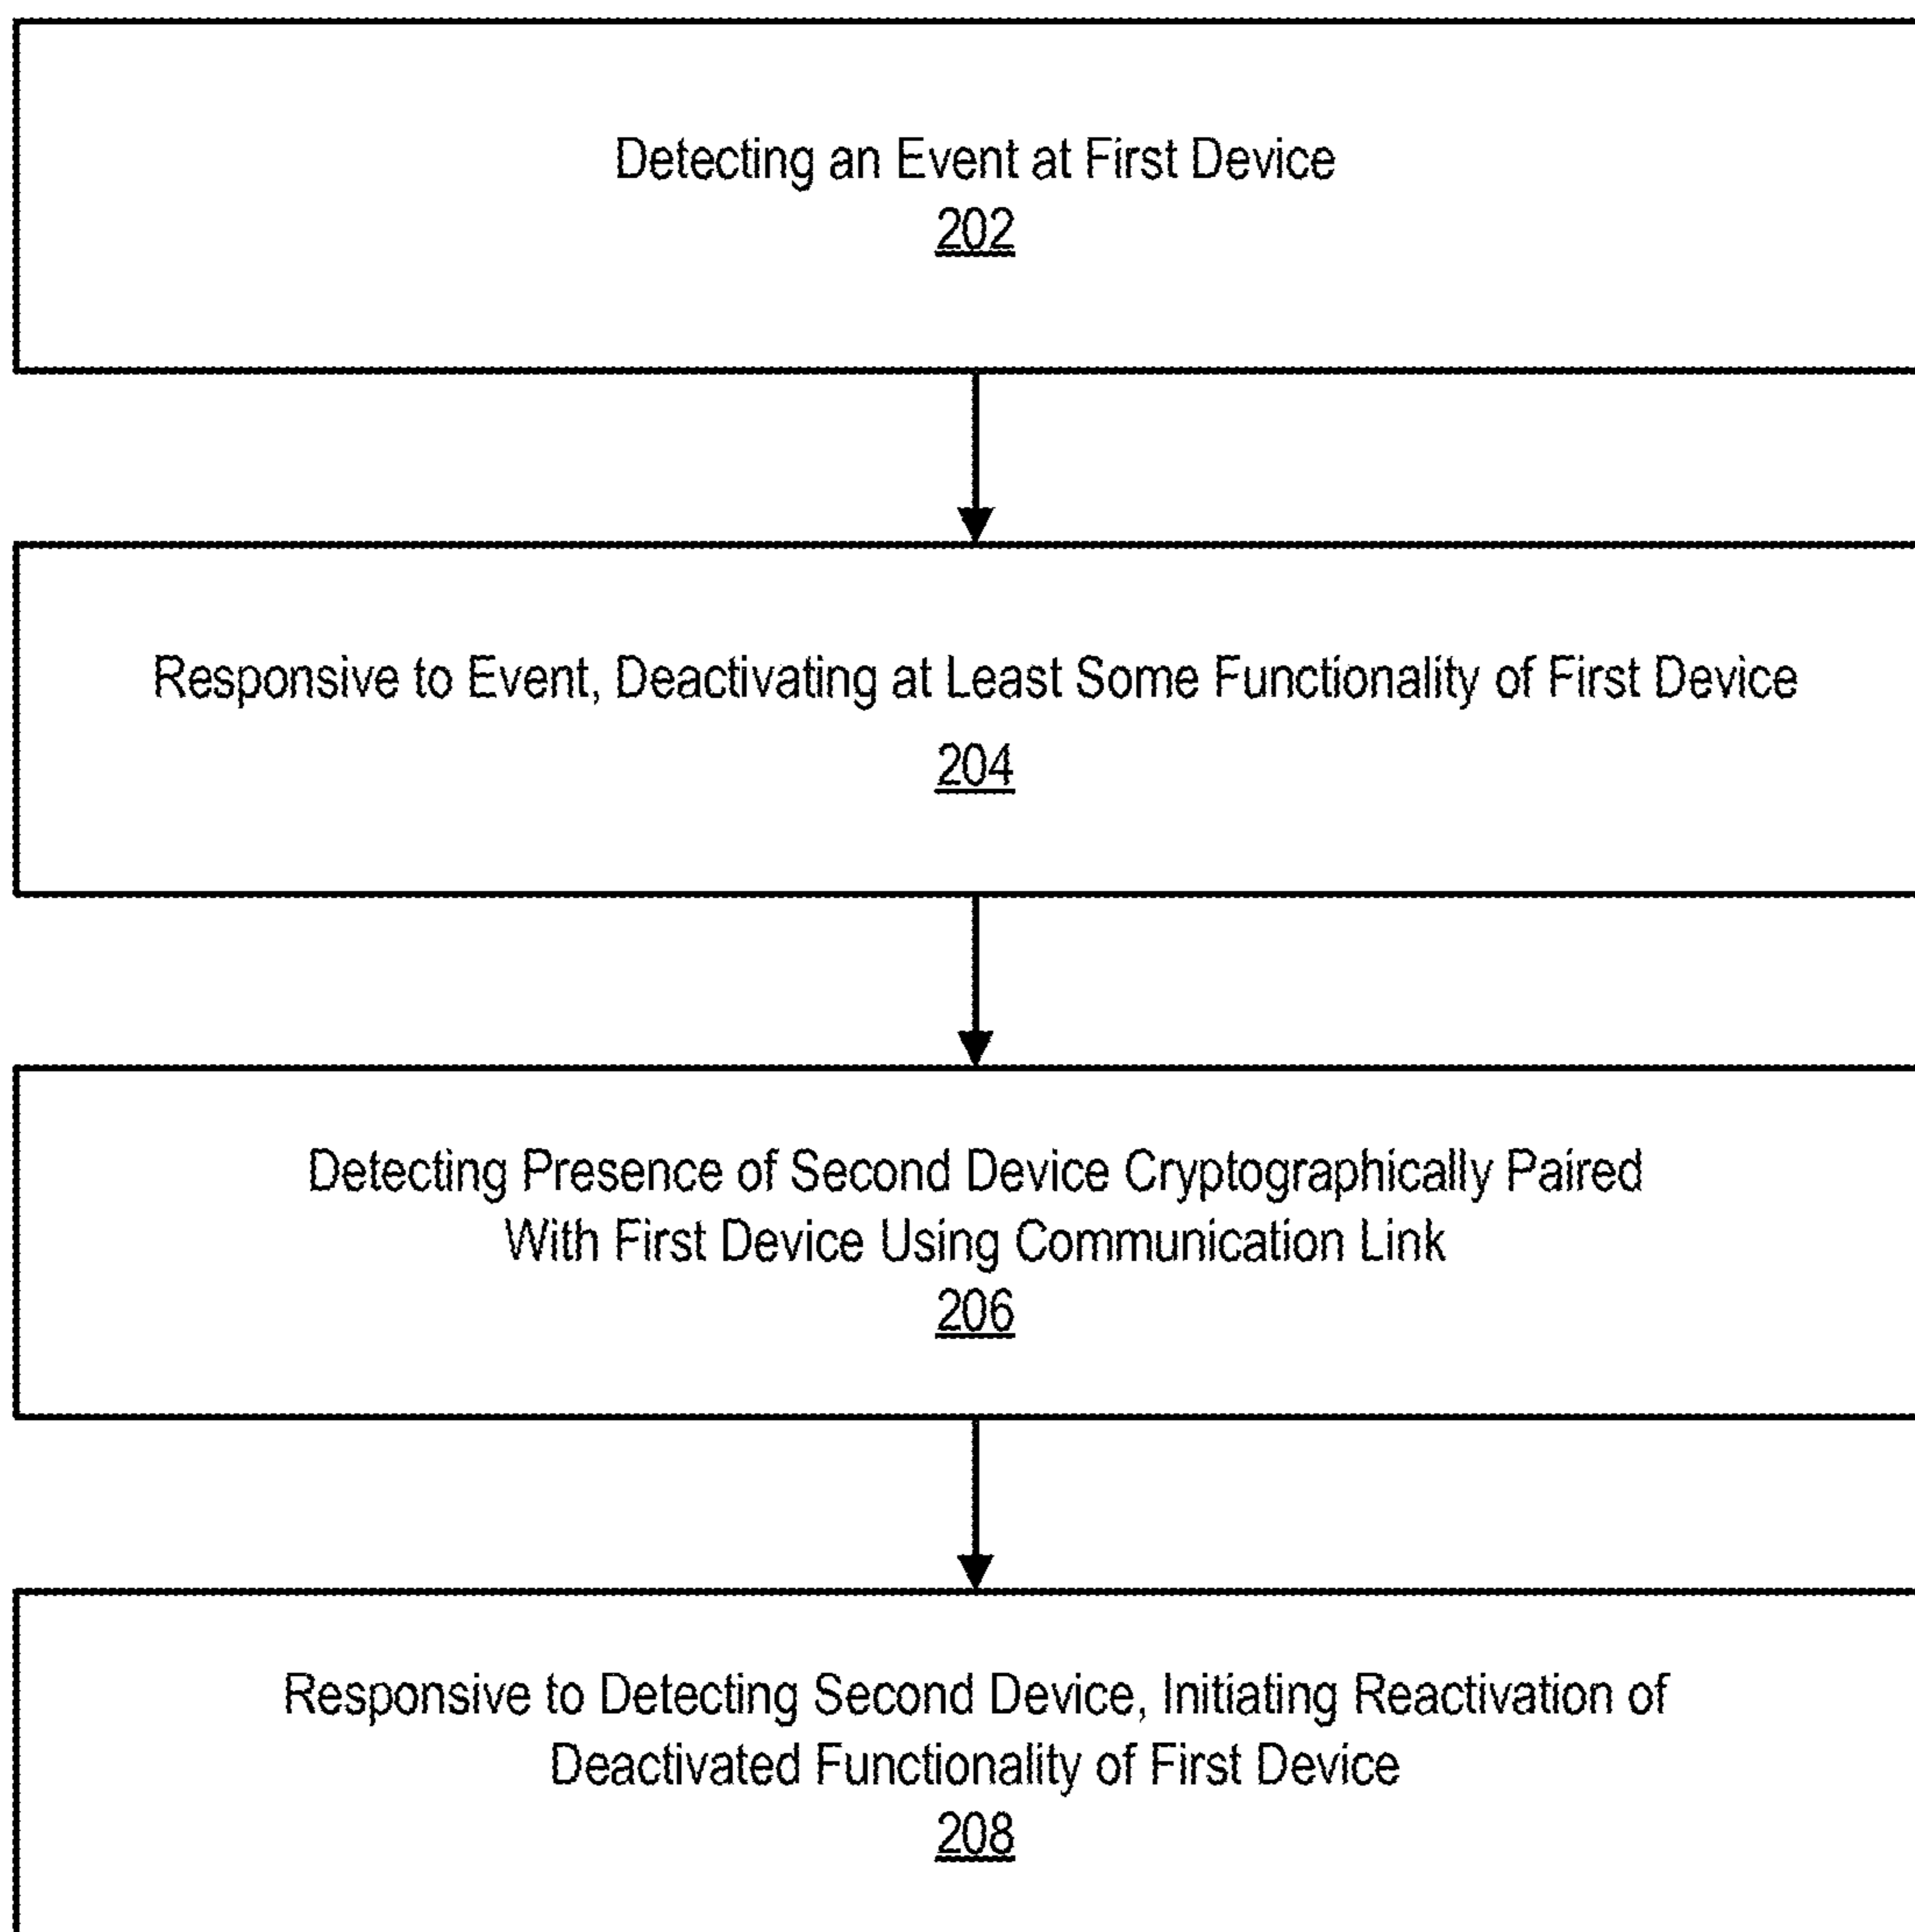 Detecting an Event at First Device
202
Responsive to Event, Deactivating at Least Some Functionality of First Device
204
Detecting Presence of Second Device Cryptographically Paired
With First Device Using Communication Link
206
Responsive to Detecting Second Device, Initiating Reactivation of
Deactivated Functionality of First Device
208